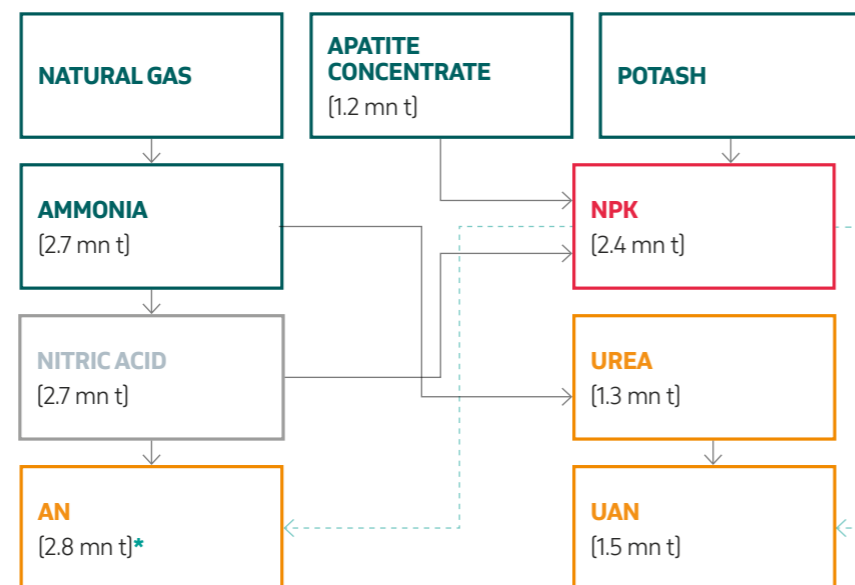 NATURAL GAS
APATITE
CONCENTRATE
(1.2 mn t)
POTASH
AMMONIA
(2.7 mn t)
NPK
(2.4 mn t)
NITRIC ACID
(2.7 mn t)
UREA
(1.3 mn t)
AN
(2.8 mn t)*
UAN
(1.5 mn t)